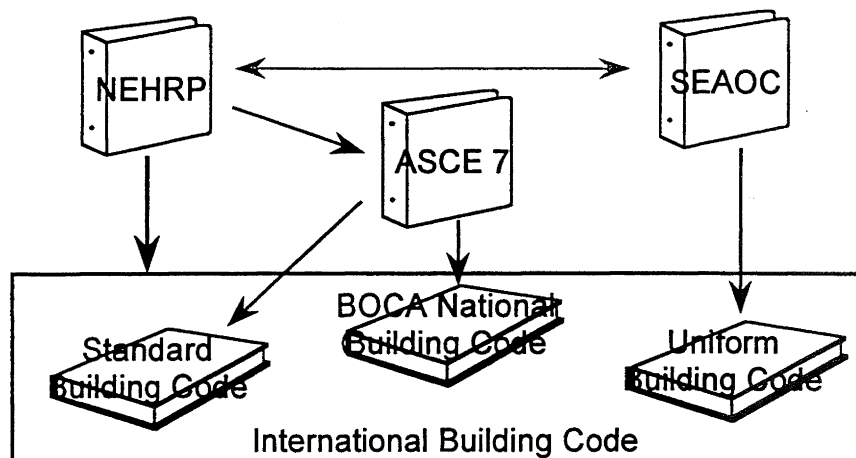 NEHRP
SEAOC
ASCE 7
BOCA National
Building Code
Standard
Building Code
Uniform
Building Code
International Building Code